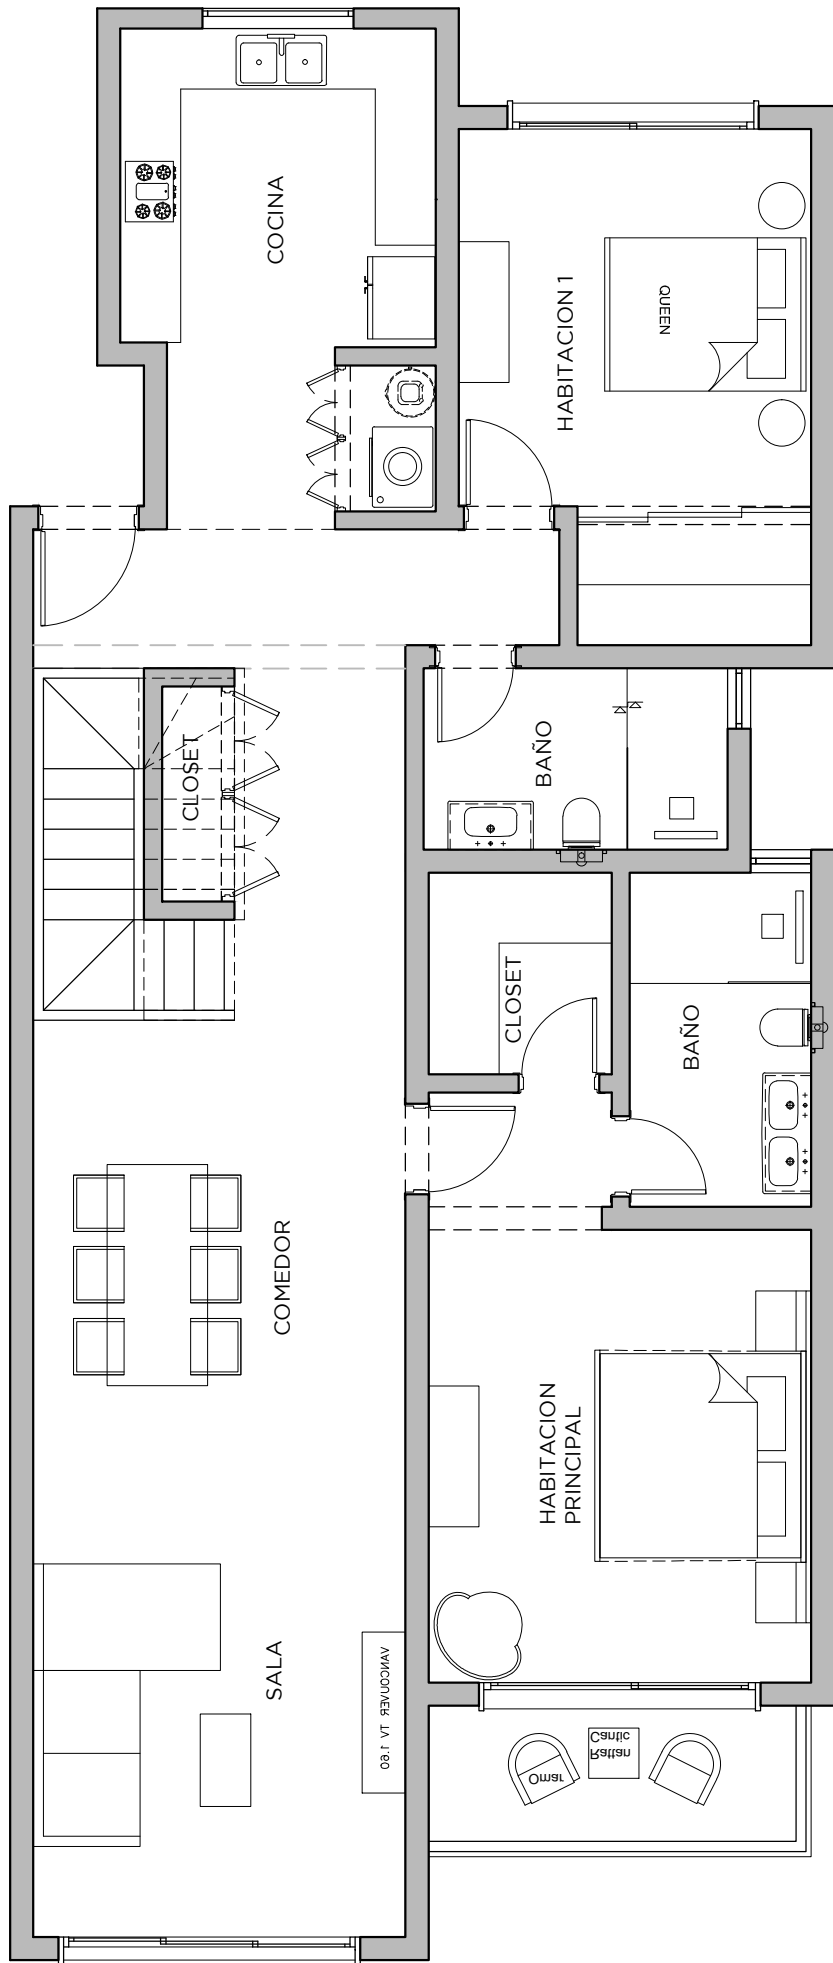 COCINA
HABITACION 1
QUEEN
CLOSET
BAÑO
CLOSET
BAÑO
COMEDOR
HABITACION
PRINCIPAL
SALA
VANCOUVER TV 1.60
Omar
Rattan
Cantic